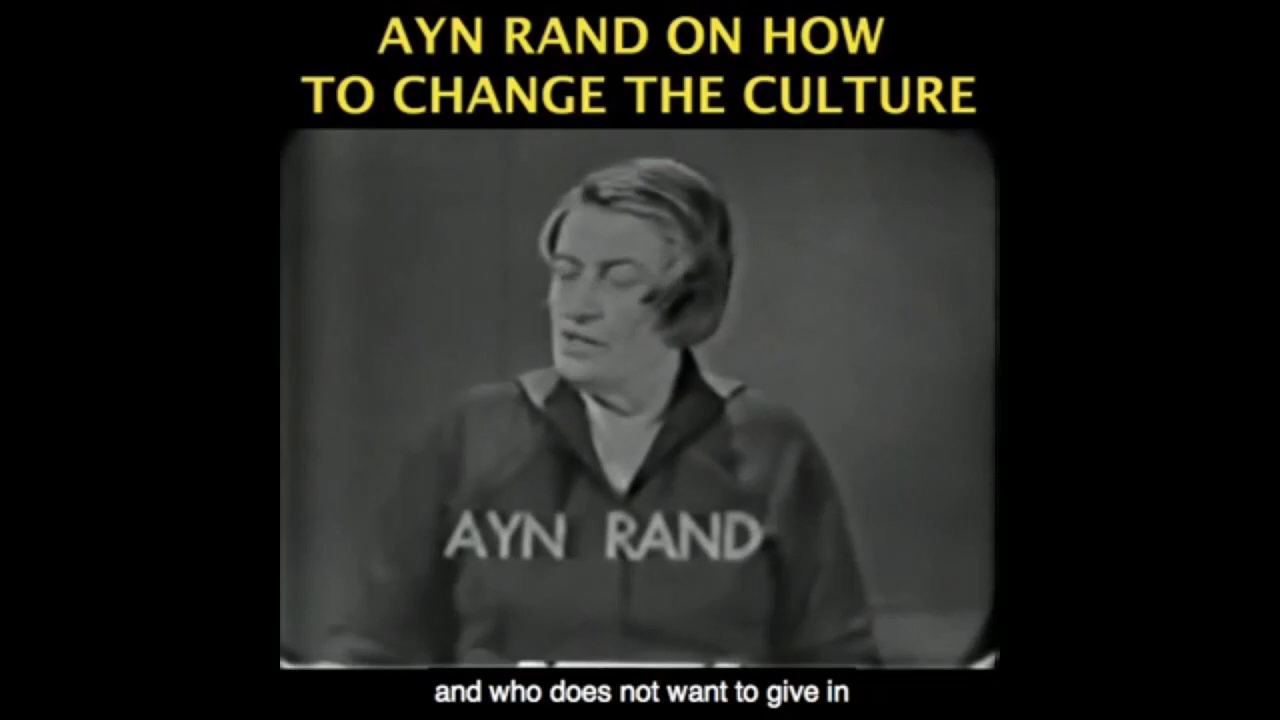 AYN RAND ON HOW
TO CHANGE THE CULTURE
AYN RAND
and who does not want to give in